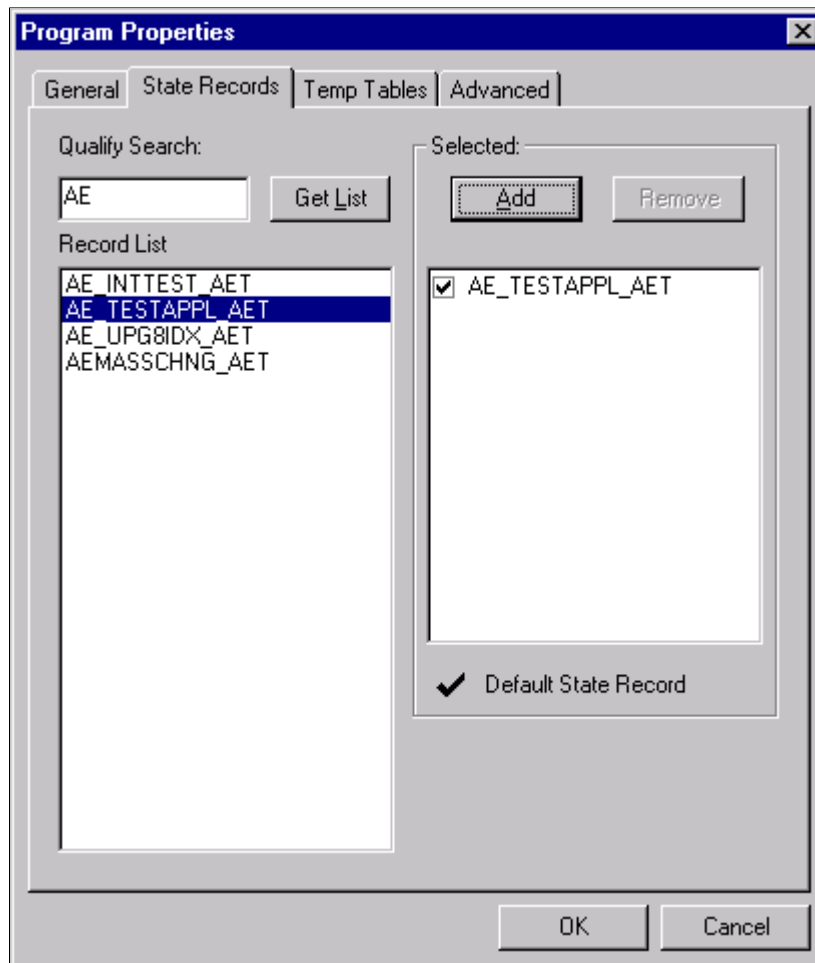 Program Properties
General State Records Temp Tables Advanced
Qualify Search:
AE
Get List
Record List
AE_INTTEST_AET
AE_TESTAPPL_AET
AE_UPG8IDX_AET
AEMASSCHNG_AET
Selected:
Add Remove
AE_TESTAPPL_AET
Default State Record
OK Cancel